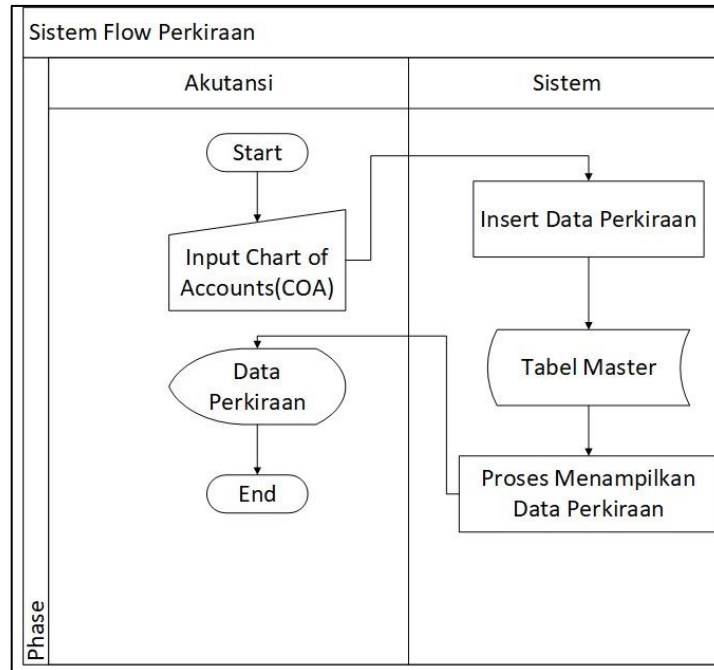 Sistem Flow Perkiraan
Akutansi
Sistem
Start
Input Chart of
Accounts(COA)
Insert Data Perkiraan
Tabel Master
Proses Menampilkan
Data Perkiraan
Data
Perkiraan
End
Phase